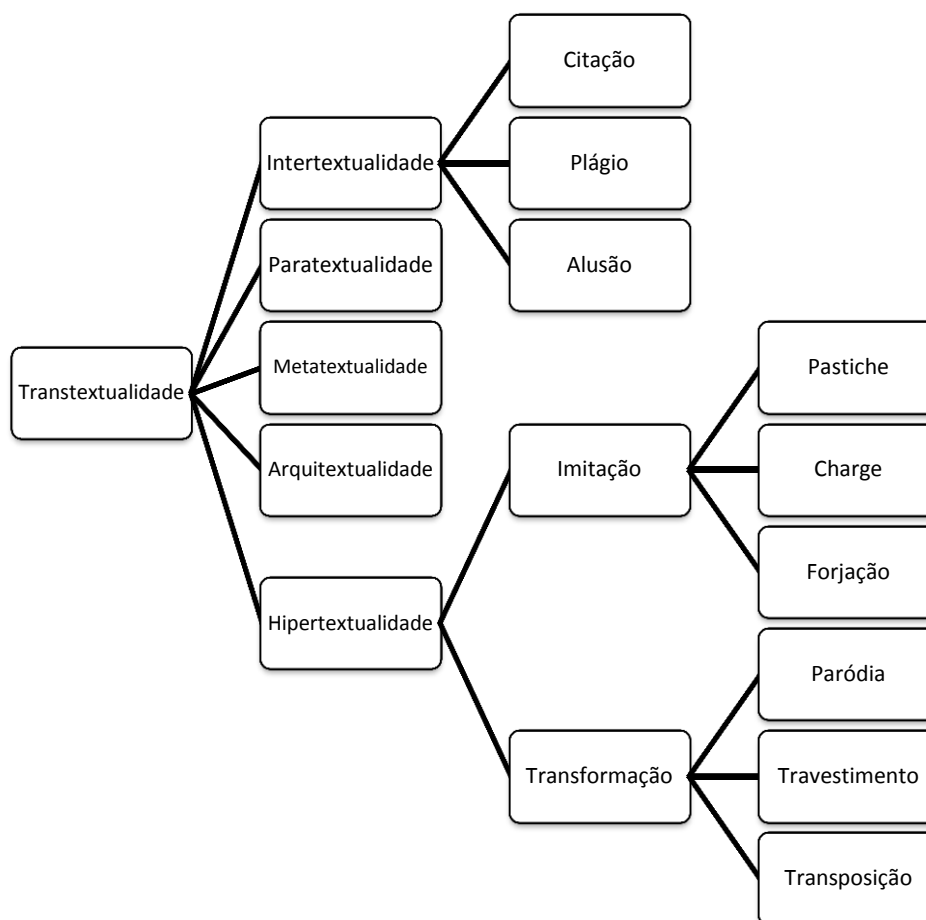 Transtextualidade
Intertextualidade
Citação
Plágio
Alusão
Paratextualidade
Metatextualidade
Arquitextualidade
Hipertextualidade
Imitação
Pastiche
Charge
Forjação
Transformação
Paródia
Travestimento
Transposição